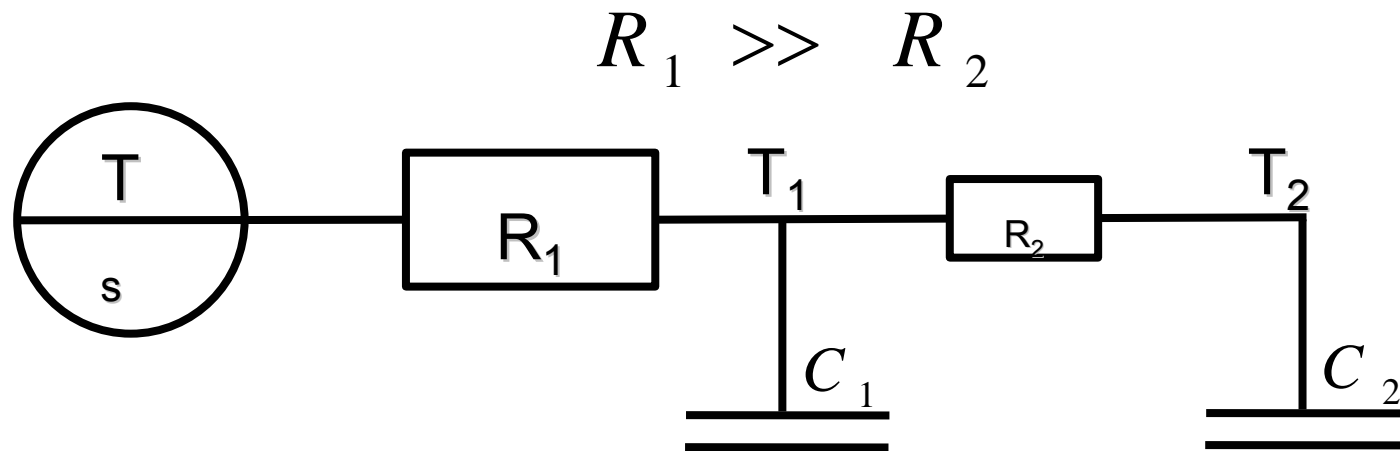 R₁ >> R₂
T
s
R₁
T₁
R₂
T₂
C₁
C₂